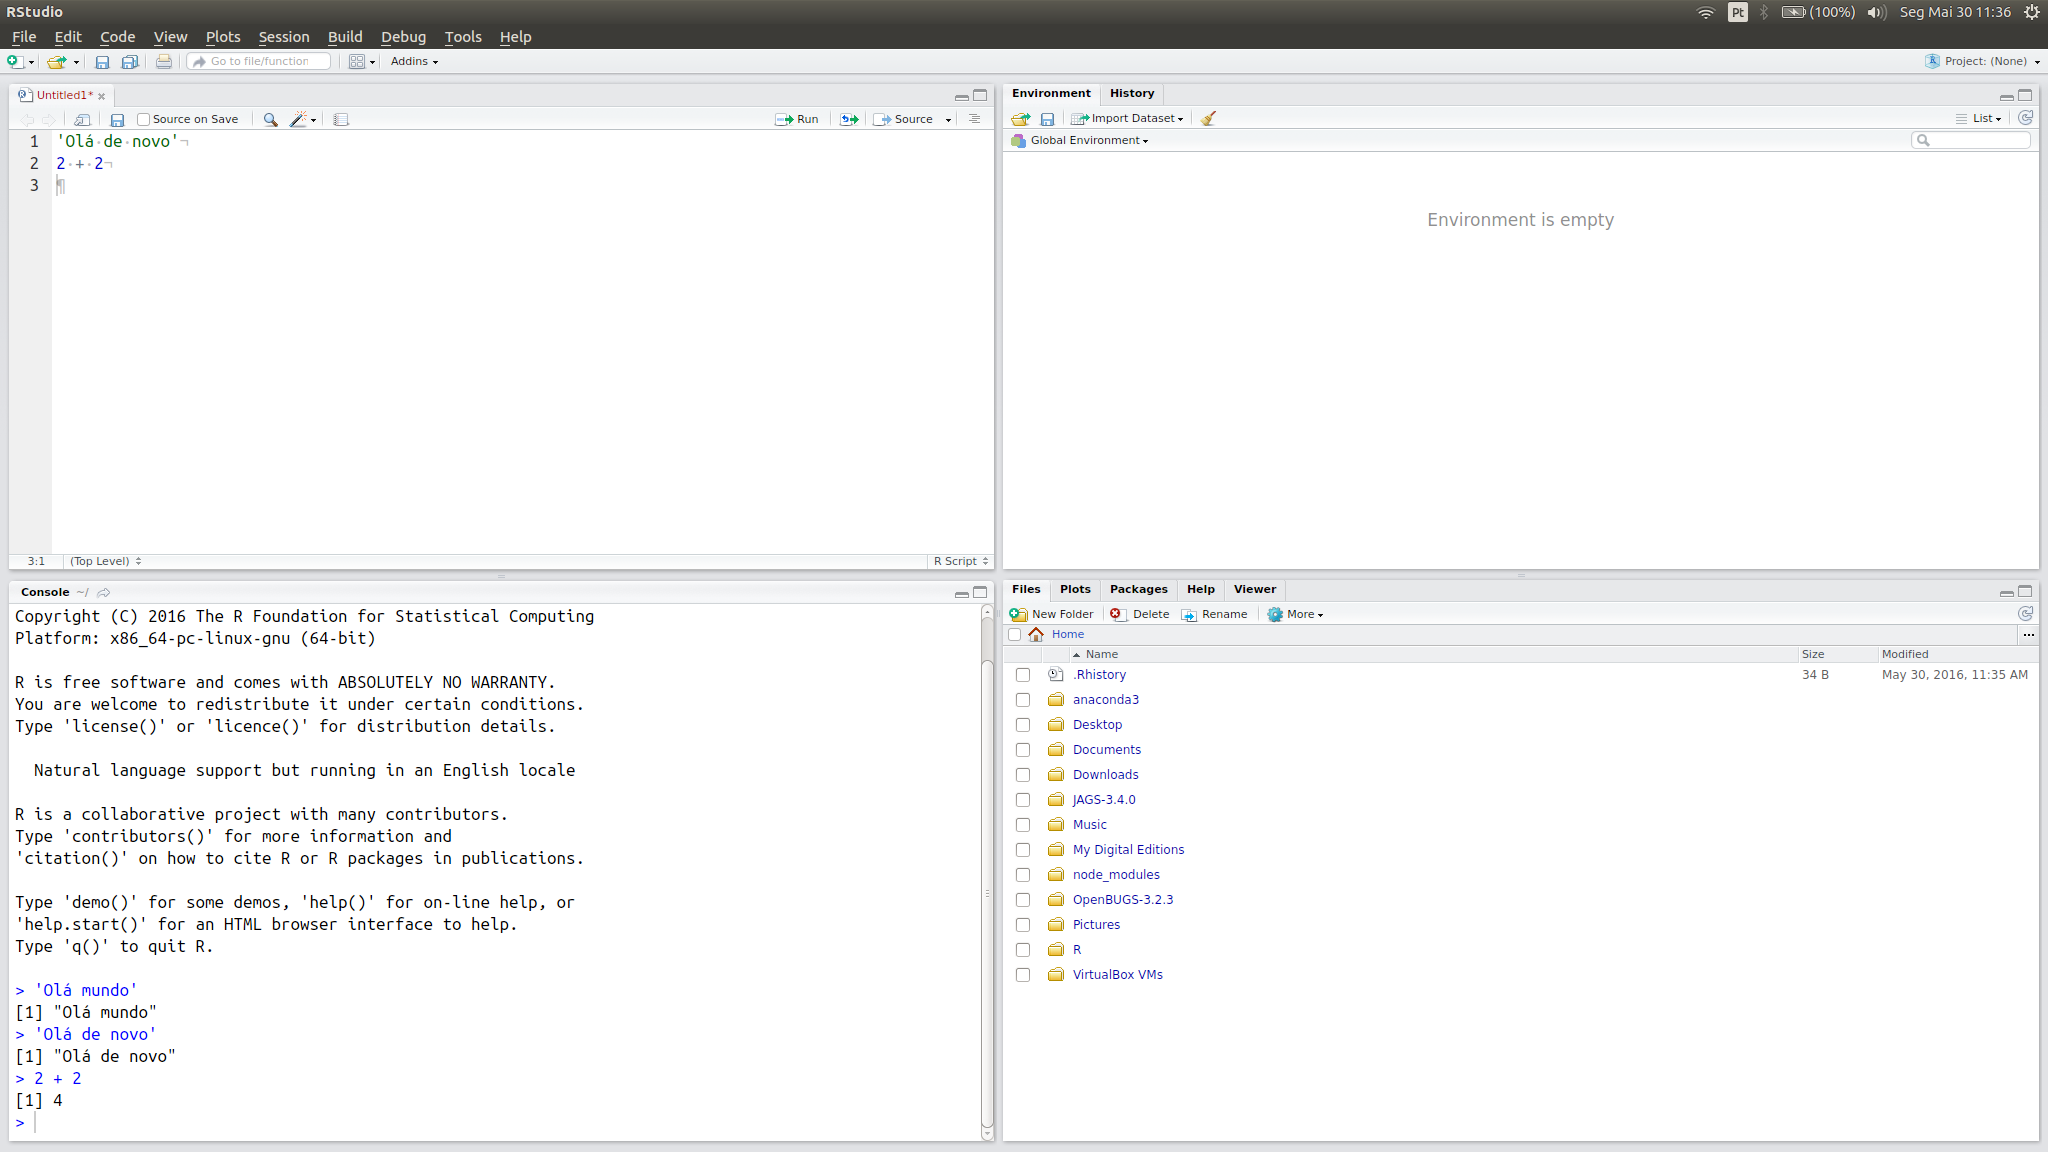 RStudio
Pt (100%) Seg Mai 30 11:36
File Edit Code View Plots Session Build Debug Tools Help
Go to file/function Addins Project: (None)
Untitled1*
Source on Save Run Source
1 'Olá de novo'
2 2 + 2
3
3:1 (Top Level) R Script
Environment History
Import Dataset List
Global Environment
Environment is empty
Console ~/
Copyright (C) 2016 The R Foundation for Statistical Computing
Platform: x86_64-pc-linux-gnu (64-bit)
R is free software and comes with ABSOLUTELY NO WARRANTY.
You are welcome to redistribute it under certain conditions.
Type 'license()' or 'licence()' for distribution details.
Natural language support but running in an English locale
R is a collaborative project with many contributors.
Type 'contributors()' for more information and
'citation()' on how to cite R or R packages in publications.
Type 'demo()' for some demos, 'help()' for on-line help, or
'help.start()' for an HTML browser interface to help.
Type 'q()' to quit R.
> 'Olá mundo'
[1] "Olá mundo"
> 'Olá de novo'
[1] "Olá de novo"
> 2 + 2
[1] 4
>
Files Plots Packages Help Viewer
New Folder Delete Rename More
Home ...
Name Size Modified
.Rhistory 34 B May 30, 2016, 11:35 AM
anaconda3
Desktop
Documents
Downloads
JAGS-3.4.0
Music
My Digital Editions
node_modules
OpenBUGS-3.2.3
Pictures
R
VirtualBox VMs